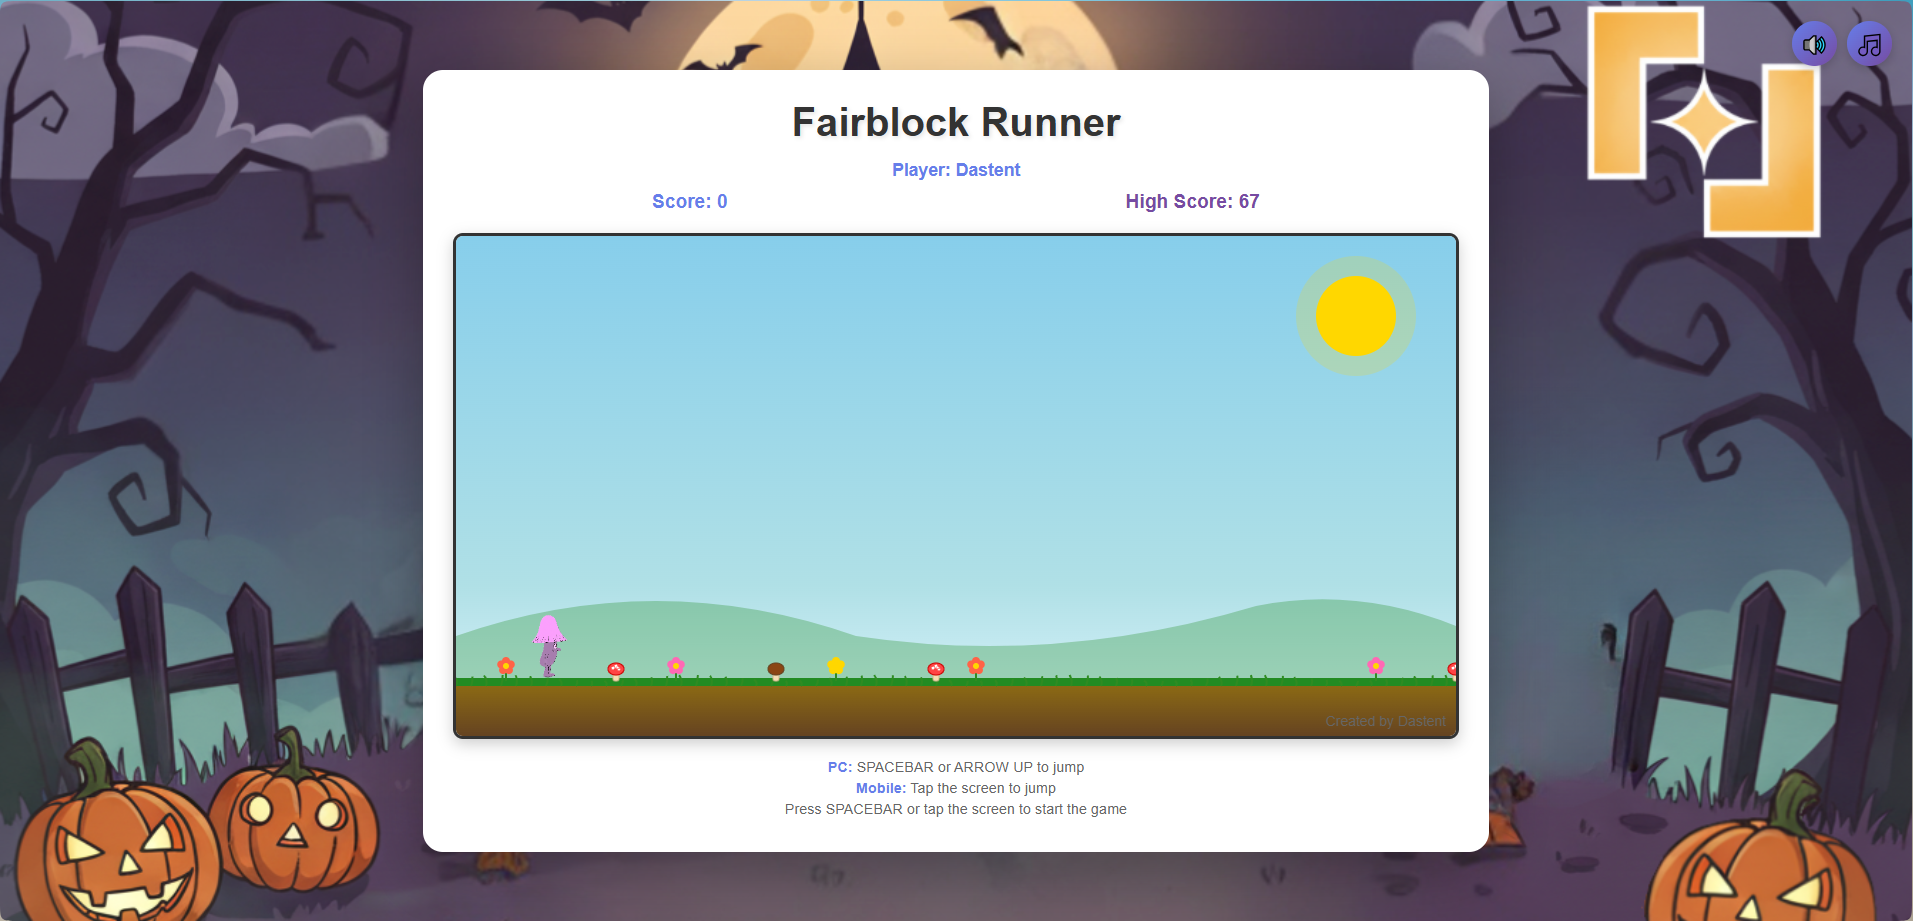 Fairblock Runner
Player: Dastent
Score: 0
High Score: 67
Created by Dastent
PC: SPACEBAR or ARROW UP to jump
Mobile: Tap the screen to jump
Press SPACEBAR or tap the screen to start the game